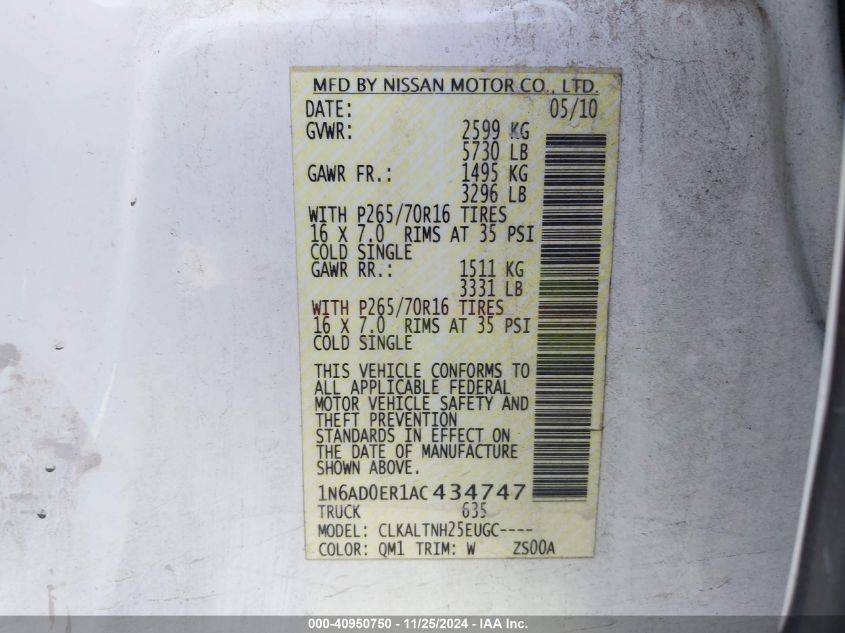 MFD BY NISSAN MOTOR CO., LTD.
DATE: 05/10
GVWR: 2599 KG
5730 LB
GAWR FR.: 1495 KG
3296 LB
WITH P265/70R16 TIRES
16 X 7.0 RIMS AT 35 PSI
COLD SINGLE
GAWR RR.: 1511 KG
3331 LB
WITH P265/70R16 TIRES
16 X 7.0 RIMS AT 35 PSI
COLD SINGLE
THIS VEHICLE CONFORMS TO
ALL APPLICABLE FEDERAL
MOTOR VEHICLE SAFETY AND
THEFT PREVENTION
STANDARDS IN EFFECT ON
THE DATE OF MANUFACTURE
SHOWN ABOVE.
1N6AD0ER1AC434747
TRUCK 635
MODEL: CLKALTNH25EUGC----
COLOR: QM1 TRIM: W ZS00A
000-40950750 - 11/25/2024 - IAA Inc.